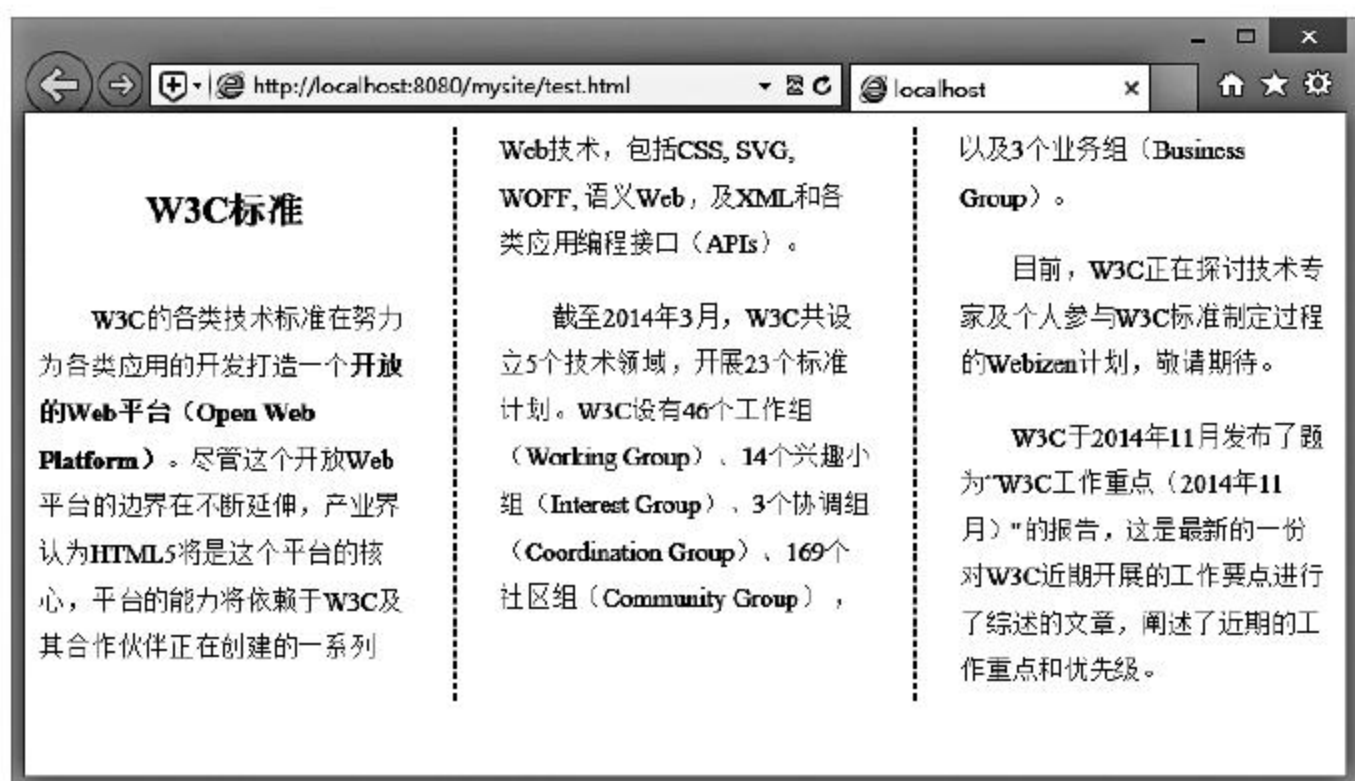 http://localhost:8080/mysite/test.html
localhost
W3C标准
W3C的各类技术标准在努力
为各类应用的开发打造一个开放
的Web平台（Open Web
Platform）。尽管这个开放Web
平台的边界在不断延伸，产业界
认为HTML5将是这个平台的核
心，平台的能力将依赖于W3C及
其合作伙伴正在创建的一系列
Web技术，包括CSS, SVG,
WOFF, 语义Web，及XML和各
类应用编程接口（APIs）。
截至2014年3月，W3C共设
立5个技术领域，开展23个标准
计划。W3C设有46个工作组
（Working Group）、14个兴趣小
组（Interest Group）、3个协调组
（Coordination Group）、169个
社区组（Community Group），
以及3个业务组（Business
Group）。
目前，W3C正在探讨技术专
家及个人参与W3C标准制定过程
的Webizen计划，敬请期待。
W3C于2014年11月发布了题
为"W3C工作重点（2014年11
月）"的报告，这是最新的一份
对W3C近期开展的工作要点进行
了综述的文章，阐述了近期的工
作重点和优先级。